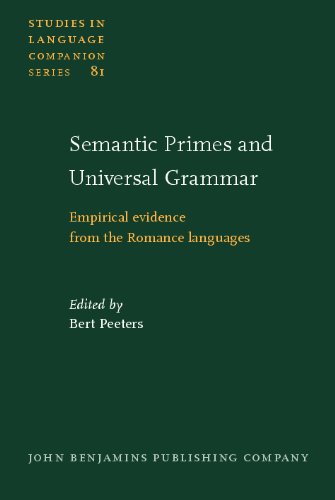 STUDIES IN
LANGUAGE
COMPANION
SERIES 81
Semantic Primes and
Universal Grammar
Empirical evidence
from the Romance languages
Edited by
Bert Peeters
JOHN BENJAMINS PUBLISHING COMPANY